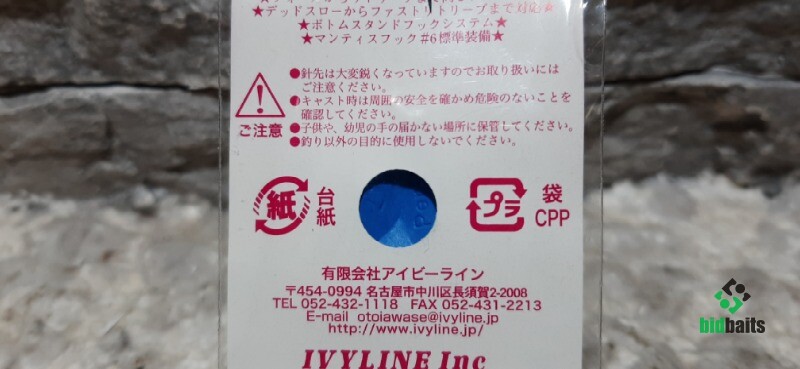 ★デッドスローからファストリトリーブまで対応★
★ボトムスタンドフックシステム★
★マンティスフック#6標準装備★
●針先は大変鋭くなっていますのでお取り扱いには
ご注意ください。
●キャスト時は周囲の安全を確かめ危険のないことを
確認してください。
●子供や、幼児の手の届かない場所に保管してください。
●釣り以外の目的に使用しないでください。
ご注意
紙 台紙
プラ 袋 CPP
有限会社アイビーライン
〒454-0994 名古屋市中川区長須賀2-2008
TEL 052-432-1118 FAX 052-431-2213
E-mail otoiawase@ivyline.jp
http://www.ivyline.jp/
IVYLINE Inc
bidbaits